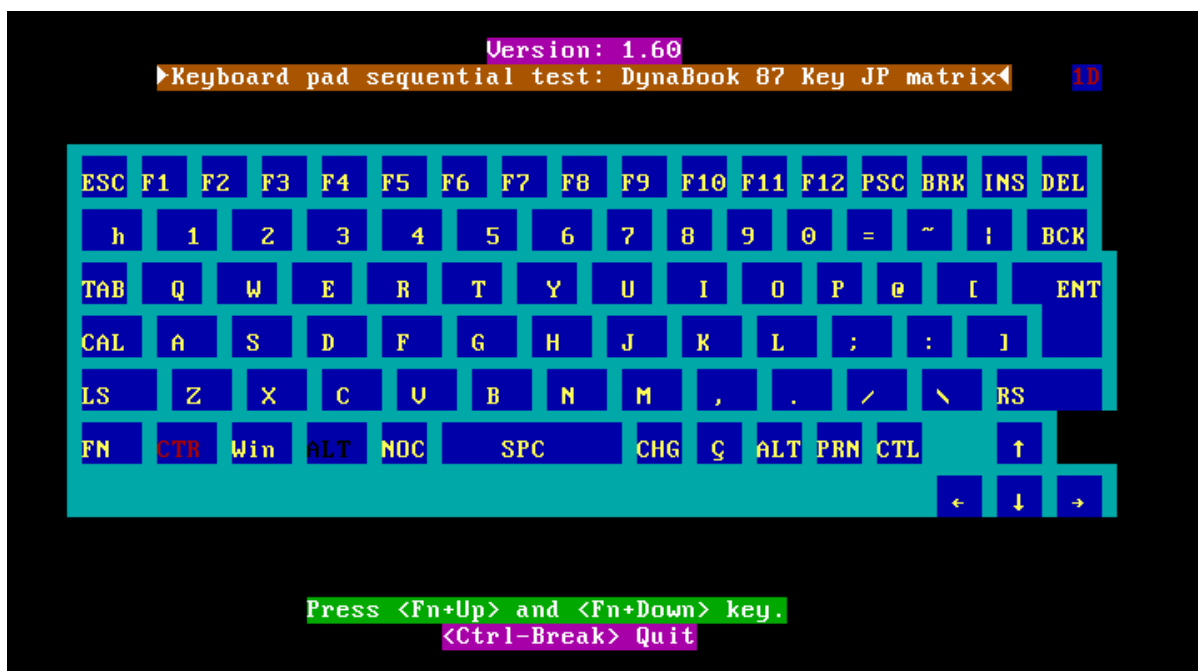 Version: 1.60
►Keyboard pad sequential test: DynaBook 87 Key JP matrix◄ 1D
ESC F1 F2 F3 F4 F5 F6 F7 F8 F9 F10 F11 F12 PSC BRK INS DEL
h 1 2 3 4 5 6 7 8 9 0 = ~ ¦ BCK
TAB Q W E R T Y U I O P @ [ ENT
CAL A S D F G H J K L ; : ]
LS Z X C V B N M , . / \ RS
FN CTR Win ALT NOC SPC CHG Ç ALT PRN CTL ↑
← ↓ →
Press <Fn+Up> and <Fn+Down> key.
<Ctrl-Break> Quit